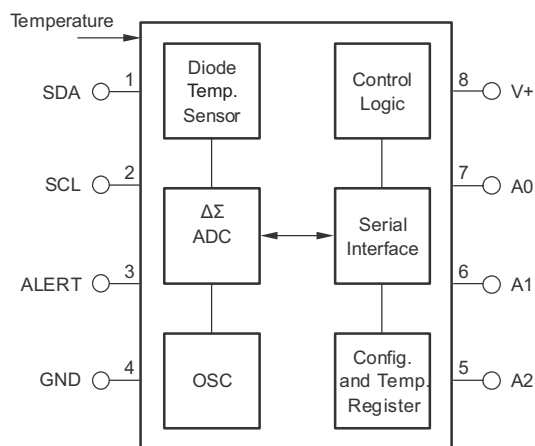 Temperature
SDA
1
Diode
Temp.
Sensor
Control
Logic
8
V+
SCL
2
ΔΣ
ADC
Serial
Interface
7
A0
ALERT
3
6
A1
GND
4
OSC
Config.
and Temp.
Register
5
A2